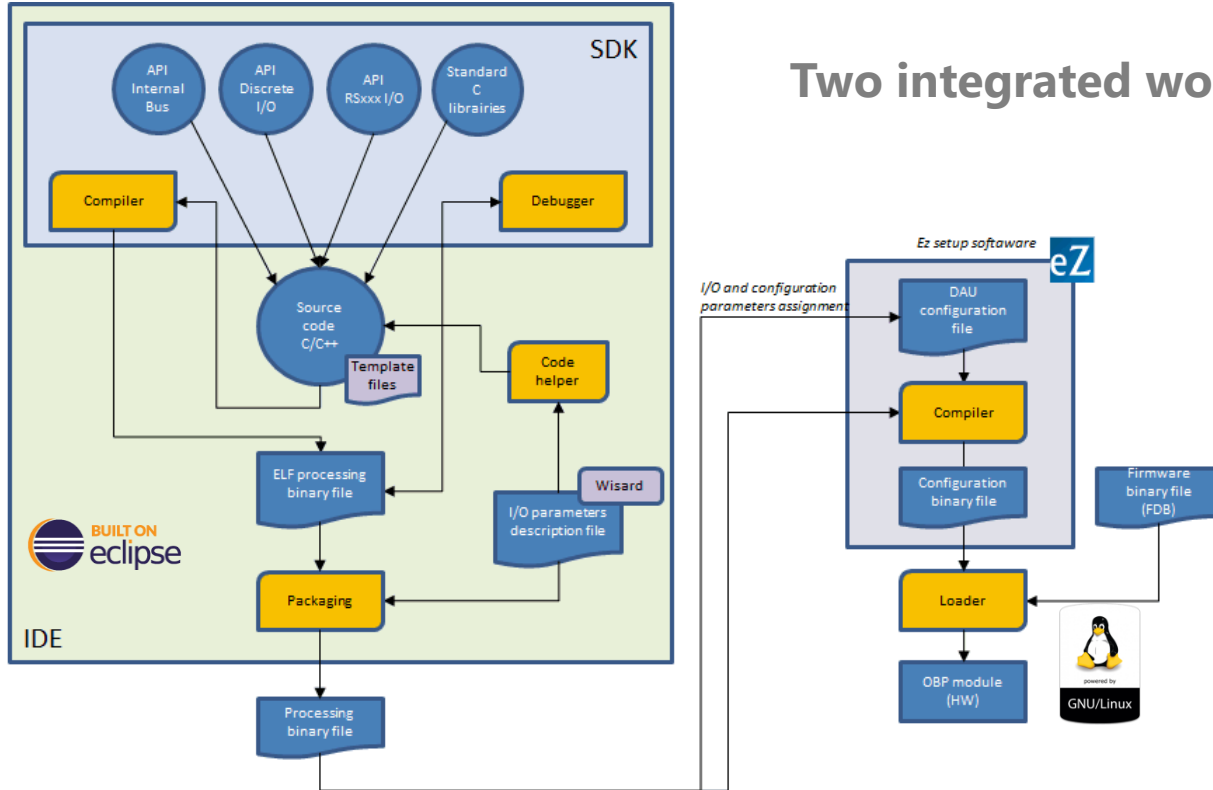 SDK
Two integrated wo
API
Internal
Bus
API
Discrete
I/O
API
RSxxx I/O
Standard
C
librairies
Compiler
Debugger
Source
code
C/C++
Template
files
Code
helper
ELF processing
binary file
Wisard
I/O parameters
description file
BUILT ON
eclipse
Packaging
IDE
Processing
binary file
Ez setup softaware
eZ
I/O and configuration
parameters assignment
DAU
configuration
file
Compiler
Configuration
binary file
Firmware
binary file
(FDB)
Loader
OBP module
(HW)
powered by
GNU/Linux